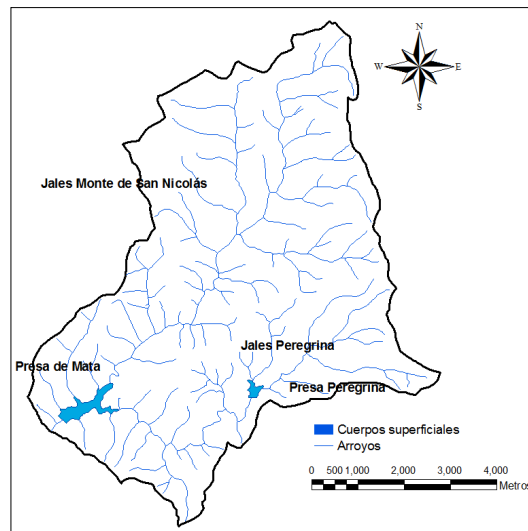 N
W E
S
Jales Monte de San Nicolás
Jales Peregrina
Presa de Mata
Presa Peregrina
Cuerpos superficiales
Arroyos
0 500 1,000 2,000 3,000 4,000
Metros